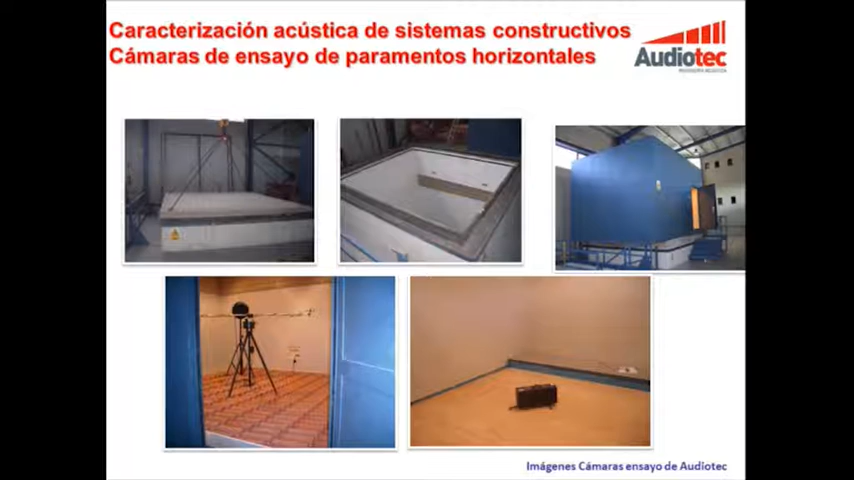 Caracterización acústica de sistemas constructivos
Cámaras de ensayo de paramentos horizontales
Audiotec
Imágenes Cámaras ensayo de Audiotec